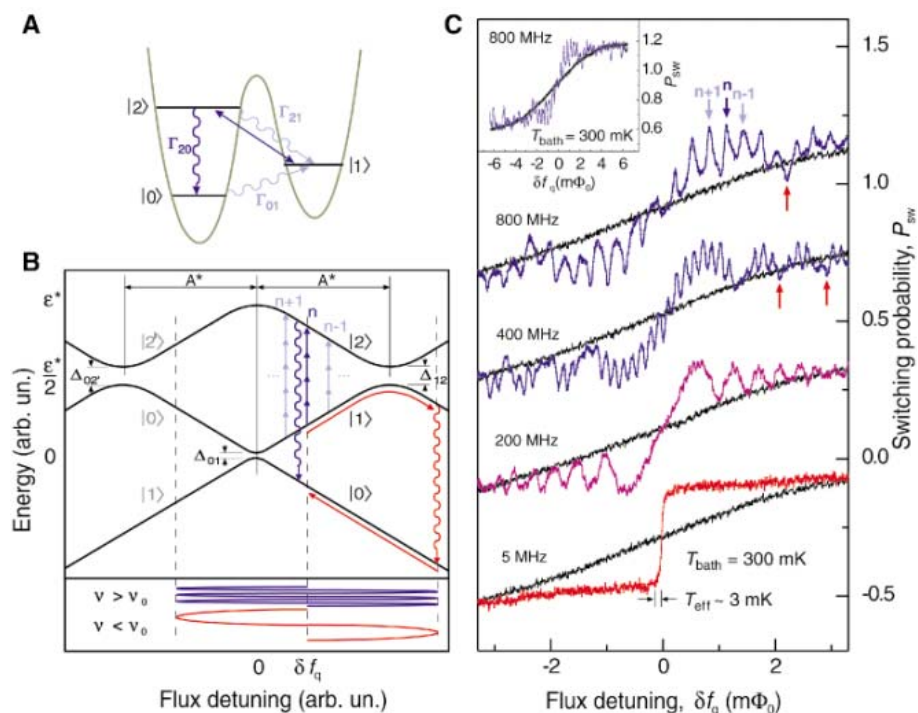 A
|2⟩
Γ21
Γ20
|1⟩
|0⟩
Γ01
B
A*
A*
ε*
n+1
n
n-1
|2⟩
|2⟩
ε*
2
Δ02'
Δ12
|0⟩
|1⟩
0
Δ01
|1⟩
|0⟩
Energy (arb. un.)
ν > ν0
ν < ν0
0
δfq
Flux detuning (arb. un.)
C
800 MHz
1.2
1.0
0.8
0.6
Psw
Tbath = 300 mK
-6 -4 -2 0 2 4 6
δfq (mΦ0)
n+1
n
n-1
800 MHz
400 MHz
200 MHz
5 MHz
Tbath = 300 mK
Teff ~ 3 mK
1.5
1.0
0.5
0.0
-0.5
Switching probability, Psw
-2
0
2
Flux detuning, δfq (mΦ0)